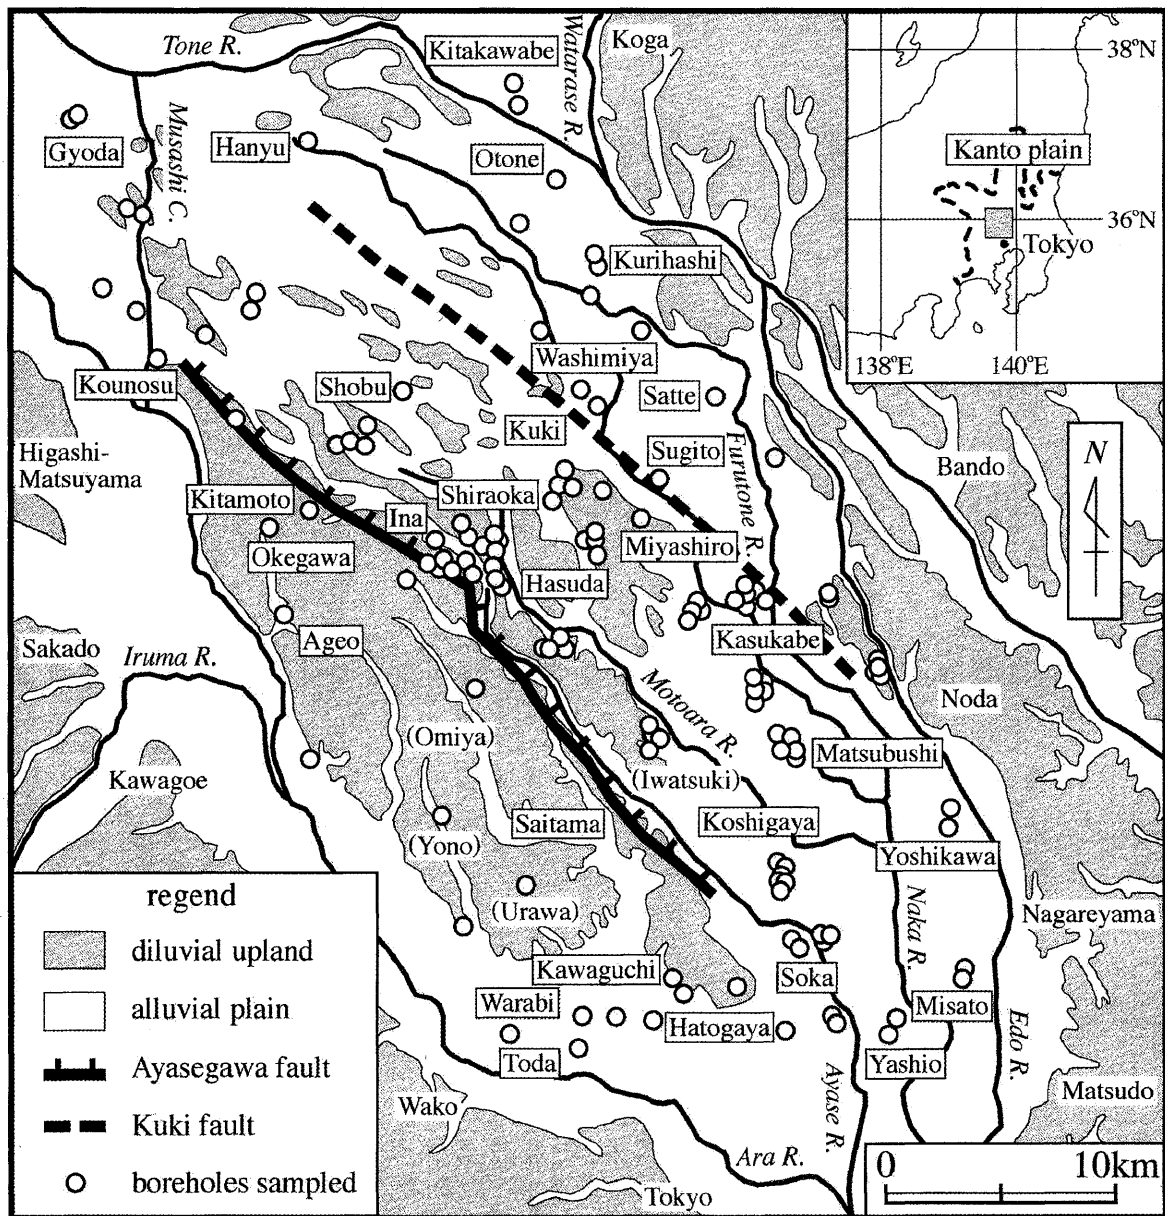 Tone R.
Kitakawabe
Watarase R.
Koga
38°N
Musashi C.
Gyoda
Hanyu
Otone
Kanto plain
36°N
Tokyo
Kurihashi
138°E
140°E
Washimiya
Kounosu
Shobu
Satte
Kuki
Higashi-
Matsuyama
Sugito
Furutone R.
Bando
N
Kitamoto
Shiraoka
Ina
Okegawa
Miyashiro
Hasuda
Ageo
Kasukabe
Sakado
Iruma R.
Motoara R.
Noda
(Omiya)
Matsubushi
Kawagoe
(Iwatsuki)
Saitama
Koshigaya
(Yono)
Yoshikawa
regend
(Urawa)
Naka R.
Nagareyama
diluvial upland
Kawaguchi
Soka
alluvial plain
Warabi
Hatogaya
Misato
Edo R.
Ayasegawa fault
Toda
Yashio
Ayase R.
Matsudo
Wako
Kuki fault
Ara R.
0
10km
boreholes sampled
Tokyo